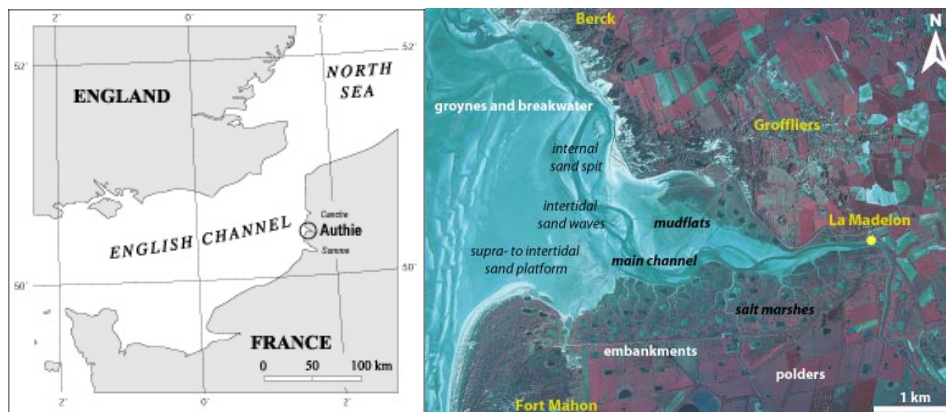 2°
52°
ENGLAND
NORTH
SEA
52°
Canche
Authie
Somme
ENGLISH CHANNEL
50°
50°
FRANCE
0 50 100 km
2°
0°
2°
Berck
N
groynes and breakwater
Groffliers
internal
sand spit
intertidal
sand waves
mudflats
La Madelon
supra- to intertidal
sand platform
main channel
salt marshes
embankments
polders
Fort Mahon
1 km